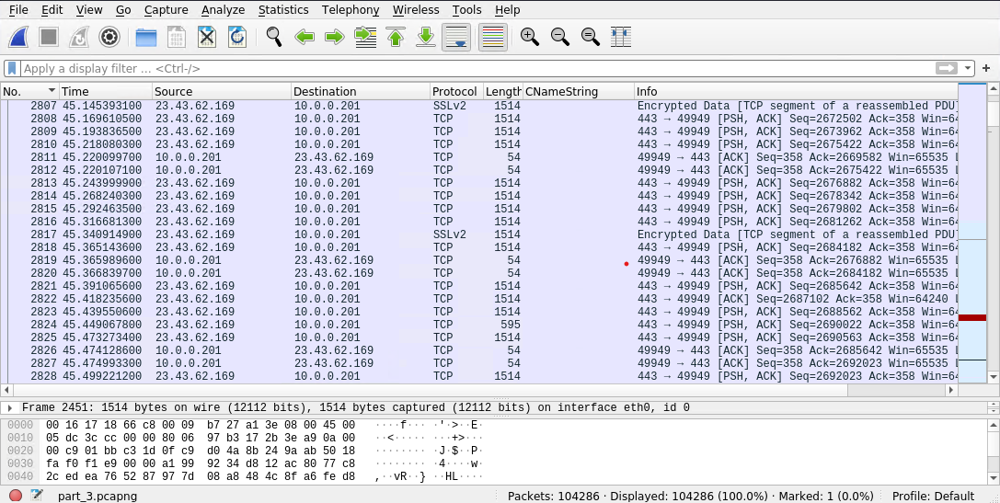 File Edit View Go Capture Analyze Statistics Telephony Wireless Tools Help
Apply a display filter … <Ctrl-/>
No. Time Source Destination Protocol Length CNameString Info
2807 45.145393100 23.43.62.169 10.0.0.201 SSLv2 1514 Encrypted Data [TCP segment of a reassembled PDU]
2808 45.169610500 23.43.62.169 10.0.0.201 TCP 1514 443 → 49949 [PSH, ACK] Seq=2672502 Ack=358 Win=64
2809 45.193836500 23.43.62.169 10.0.0.201 TCP 1514 443 → 49949 [PSH, ACK] Seq=2673962 Ack=358 Win=64
2810 45.218080300 23.43.62.169 10.0.0.201 TCP 1514 443 → 49949 [PSH, ACK] Seq=2675422 Ack=358 Win=64
2811 45.220099700 10.0.0.201 23.43.62.169 TCP 54 49949 → 443 [ACK] Seq=358 Ack=2669582 Win=65535 L
2812 45.220107100 10.0.0.201 23.43.62.169 TCP 54 49949 → 443 [ACK] Seq=358 Ack=2675422 Win=65535 L
2813 45.243999900 23.43.62.169 10.0.0.201 TCP 1514 443 → 49949 [PSH, ACK] Seq=2676882 Ack=358 Win=64
2814 45.268240300 23.43.62.169 10.0.0.201 TCP 1514 443 → 49949 [PSH, ACK] Seq=2678342 Ack=358 Win=64
2815 45.292463500 23.43.62.169 10.0.0.201 TCP 1514 443 → 49949 [PSH, ACK] Seq=2679802 Ack=358 Win=64
2816 45.316681300 23.43.62.169 10.0.0.201 TCP 1514 443 → 49949 [PSH, ACK] Seq=2681262 Ack=358 Win=64
2817 45.340914900 23.43.62.169 10.0.0.201 SSLv2 1514 Encrypted Data [TCP segment of a reassembled PDU]
2818 45.365143600 23.43.62.169 10.0.0.201 TCP 1514 443 → 49949 [PSH, ACK] Seq=2684182 Ack=358 Win=64
2819 45.365989600 10.0.0.201 23.43.62.169 TCP 54 49949 → 443 [ACK] Seq=358 Ack=2676882 Win=65535 L
2820 45.366839700 10.0.0.201 23.43.62.169 TCP 54 49949 → 443 [ACK] Seq=358 Ack=2684182 Win=65535 L
2821 45.391065600 23.43.62.169 10.0.0.201 TCP 1514 443 → 49949 [PSH, ACK] Seq=2685642 Ack=358 Win=64
2822 45.418235600 23.43.62.169 10.0.0.201 TCP 1514 443 → 49949 [ACK] Seq=2687102 Ack=358 Win=64240 L
2823 45.439550600 23.43.62.169 10.0.0.201 TCP 1514 443 → 49949 [PSH, ACK] Seq=2688562 Ack=358 Win=64
2824 45.449067800 23.43.62.169 10.0.0.201 TCP 595 443 → 49949 [PSH, ACK] Seq=2690022 Ack=358 Win=64
2825 45.473273400 23.43.62.169 10.0.0.201 TCP 1514 443 → 49949 [PSH, ACK] Seq=2690563 Ack=358 Win=64
2826 45.474128600 10.0.0.201 23.43.62.169 TCP 54 49949 → 443 [ACK] Seq=358 Ack=2685642 Win=65535 L
2827 45.474993300 10.0.0.201 23.43.62.169 TCP 54 49949 → 443 [ACK] Seq=358 Ack=2692023 Win=65535 L
2828 45.499221200 23.43.62.169 10.0.0.201 TCP 1514 443 → 49949 [PSH, ACK] Seq=2692023 Ack=358 Win=64
Frame 2451: 1514 bytes on wire (12112 bits), 1514 bytes captured (12112 bits) on interface eth0, id 0
0000 00 16 17 18 66 c8 00 09 b7 27 a1 3e 08 00 45 00 ····f··· ·'·>··E·
0010 05 dc 3c cc 00 00 80 06 97 b3 17 2b 3e a9 0a 00 ··<····· ···+>···
0020 00 c9 01 bb c3 1d 0f c9 d0 4a 8b 24 9a ab 50 18 ········ ·J·$··P·
0030 fa f0 f1 e9 00 00 a1 99 92 34 d8 12 ac 80 77 c8 ········ ·4····w·
0040 2c ed ea 76 52 87 97 7d 08 a8 48 4c 8f a6 fe d8 ,··vR··} ··HL····
part_3.pcapng Packets: 104286 · Displayed: 104286 (100.0%) · Marked: 1 (0.0%) Profile: Default